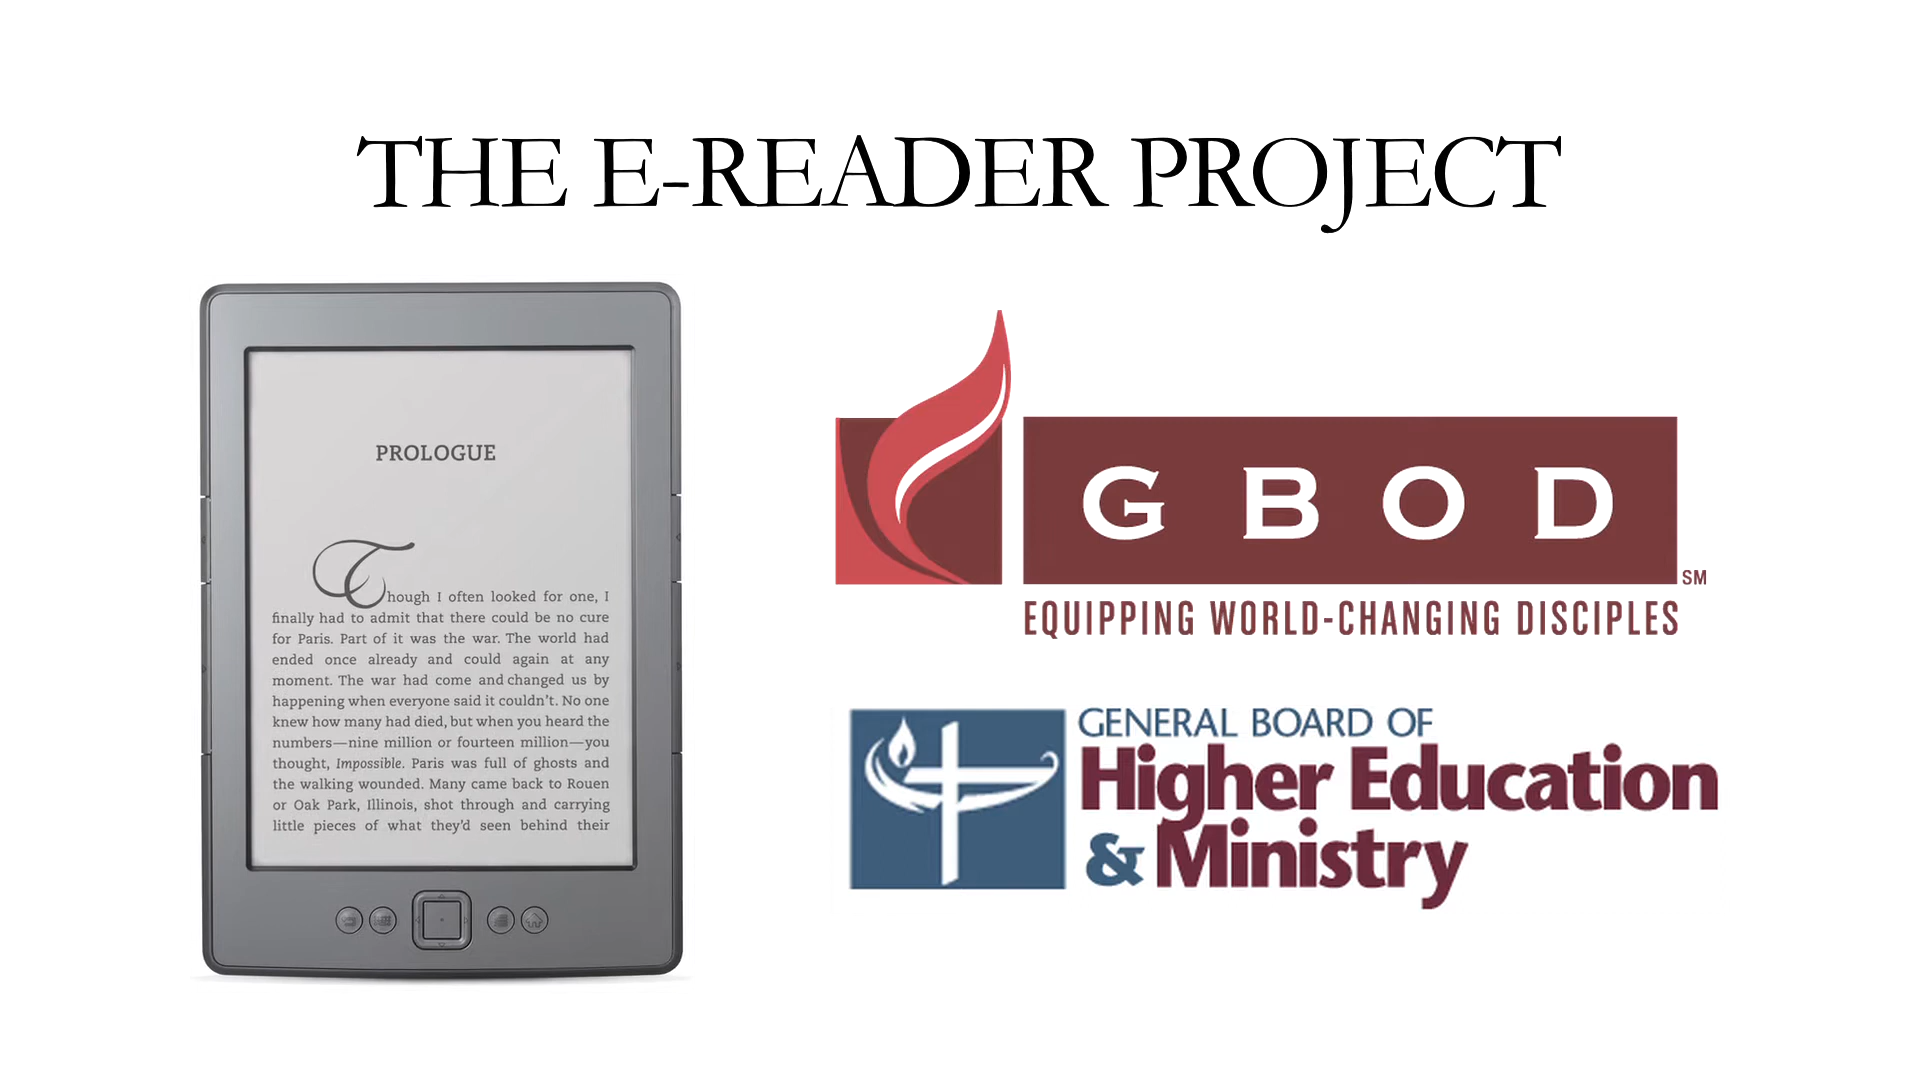 THE E-READER PROJECT
PROLOGUE
Though I often looked for one, I
finally had to admit that there could be no cure
for Paris. Part of it was the war. The world had
ended once already and could again at any
moment. The war had come and changed us by
happening when everyone said it couldn't. No one
knew how many had died, but when you heard the
numbers—nine million or fourteen million—you
thought, Impossible. Paris was full of ghosts and
the walking wounded. Many came back to Rouen
or Oak Park, Illinois, shot through and carrying
little pieces of what they'd seen behind their
GBOD
SM
EQUIPPING WORLD-CHANGING DISCIPLES
GENERAL BOARD OF
Higher Education
& Ministry